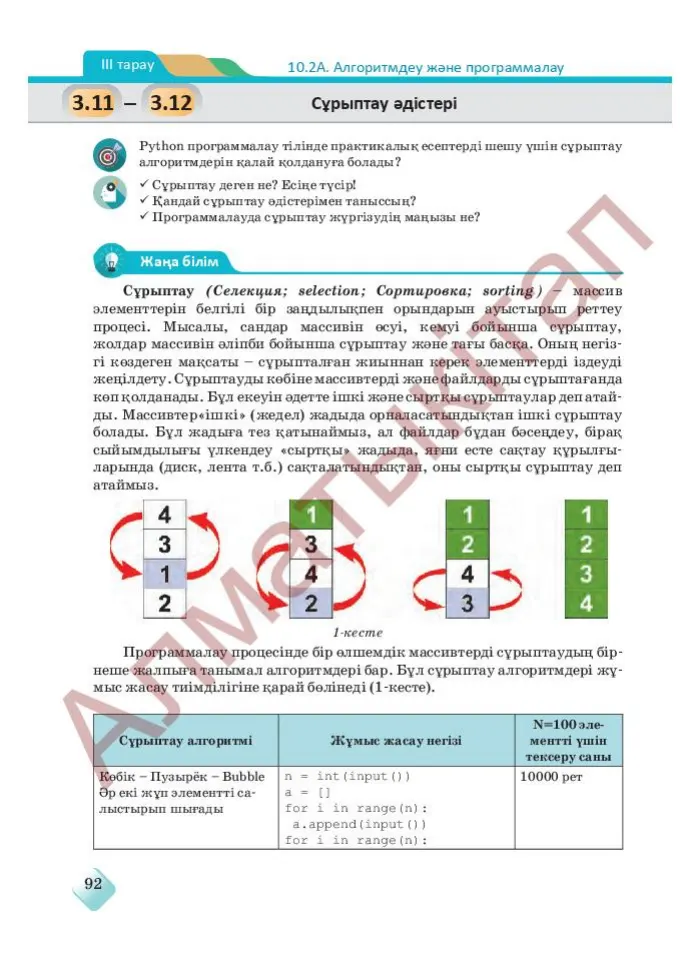 III тарау
10.2А. Алгоритмдеу және программалау
3.11 – 3.12 Сұрыптау әдістері
Python программалау тілінде практикалық есептерді шешу үшін сұрыптау
алгоритмдерін қалай қолдануға болады?
✓ Сұрыптау деген не? Есіңе түсір!
✓ Қандай сұрыптау әдістерімен таныссың?
✓ Программалауда сұрыптау жүргізудің маңызы не?
Жаңа білім
Сұрыптау (Селекция; selection; Сортировка; sorting) – массив
элементтерін белгілі бір заңдылықпен орындарын ауыстырып реттеу
процесі. Мысалы, сандар массивін өсуі, кемуі бойынша сұрыптау,
жолдар массивін әліпби бойынша сұрыптау және тағы басқа. Оның негіз-
гі көздеген мақсаты – сұрыпталған жиыннан керек элементтерді іздеуді
жеңілдету. Сұрыптауды көбіне массивтерді және файлдарды сұрыптағанда
көп қолданады. Бұл екеуін әдетте ішкі және сыртқы сұрыптаулар деп атай-
ды. Массивтер«ішкі» (жедел) жадыда орналасатындықтан ішкі сұрыптау
болады. Бұл жадыға тез қатынаймыз, ал файлдар бұдан бәсеңдеу, бірақ
сыйымдылығы үлкендеу «сыртқы» жадыда, яғни есте сақтау құрылғы-
ларында (диск, лента т.б.) сақталатындықтан, оны сыртқы сұрыптау деп
атаймыз.
4 1 1 1
3 3 2 2
1 4 4 3
2 2 3 4
1-кесте
Программалау процесінде бір өлшемдік массивтерді сұрыптаудың бір-
неше жалпыға танымал алгоритмдері бар. Бұл сұрыптау алгоритмдері жұ-
мыс жасау тиімділігіне қарай бөлінеді (1-кесте).
Сұрыптау алгоритмі
Жұмыс жасау негізі
N=100 эле-
ментті үшін
тексеру саны
Көбік – Пузырёк – Bubble
Әр екі жұп элементті са-
лыстырып шығады
n = int(input())
a = []
for i in range(n):
a.append(input())
for i in range(n):
10000 рет
92
Алматыкітап